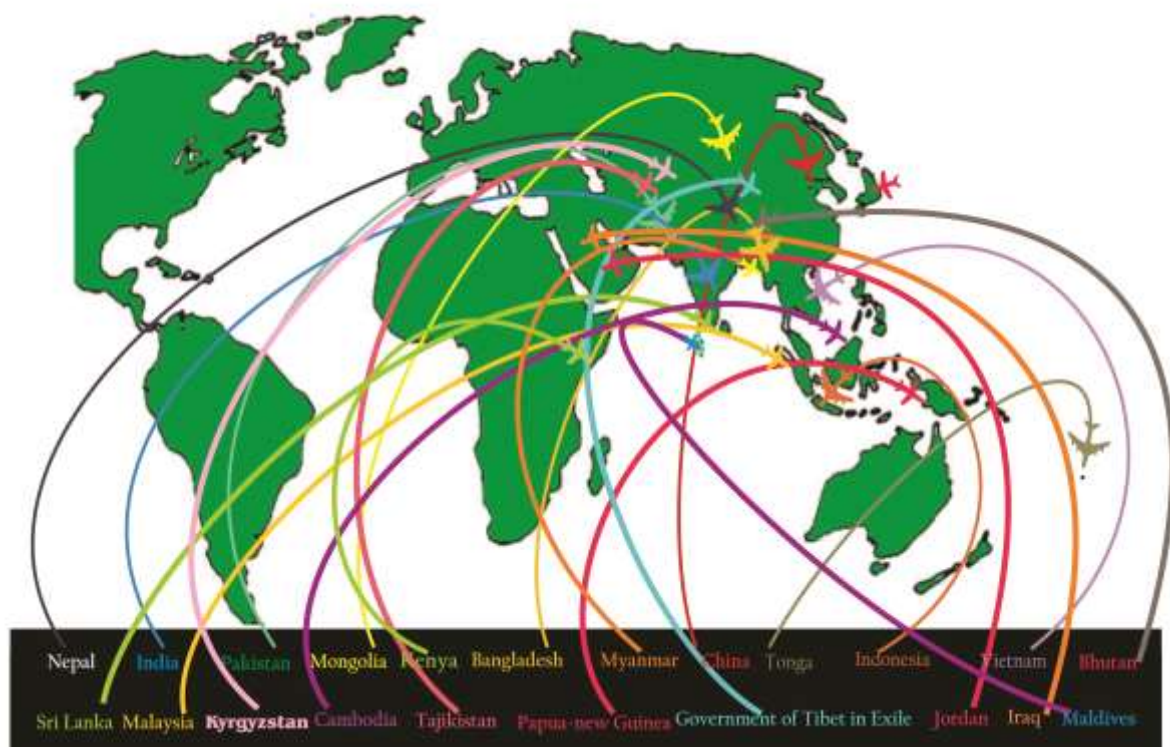 Nepal India Pakistan Mongolia Kenya Bangladesh Myanmar China Tonga Indonesia Vietnam Bhutan
Sri Lanka Malaysia Kyrgyzstan Cambodia Tajikistan Papua-new Guinea Government of Tibet in Exile Jordan Iraq Maldives